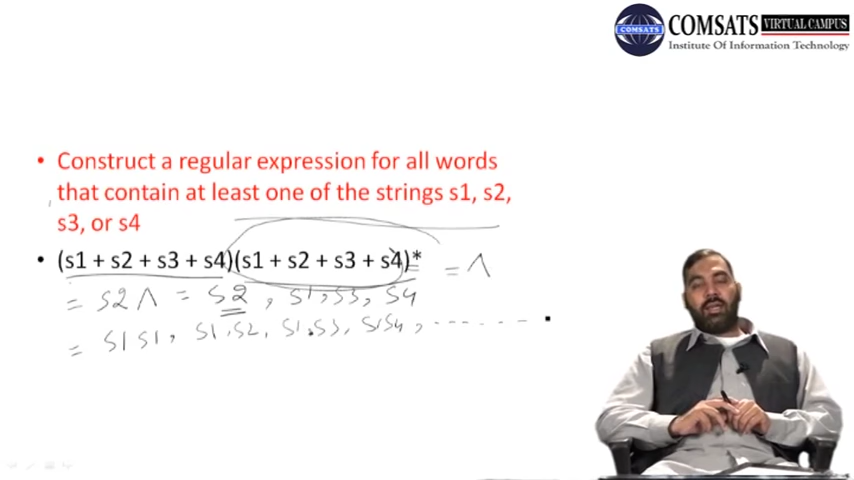 COMSATS
COMSATS VIRTUAL CAMPUS
Institute Of Information Technology
• Construct a regular expression for all words
that contain at least one of the strings s1, s2,
s3, or s4
• (s1 + s2 + s3 + s4)(s1 + s2 + s3 + s4)* = Λ
= s2 Λ = s2, s1, s3, s4
= s1 s1, s1.s2, s1.s3, s1s4, -------